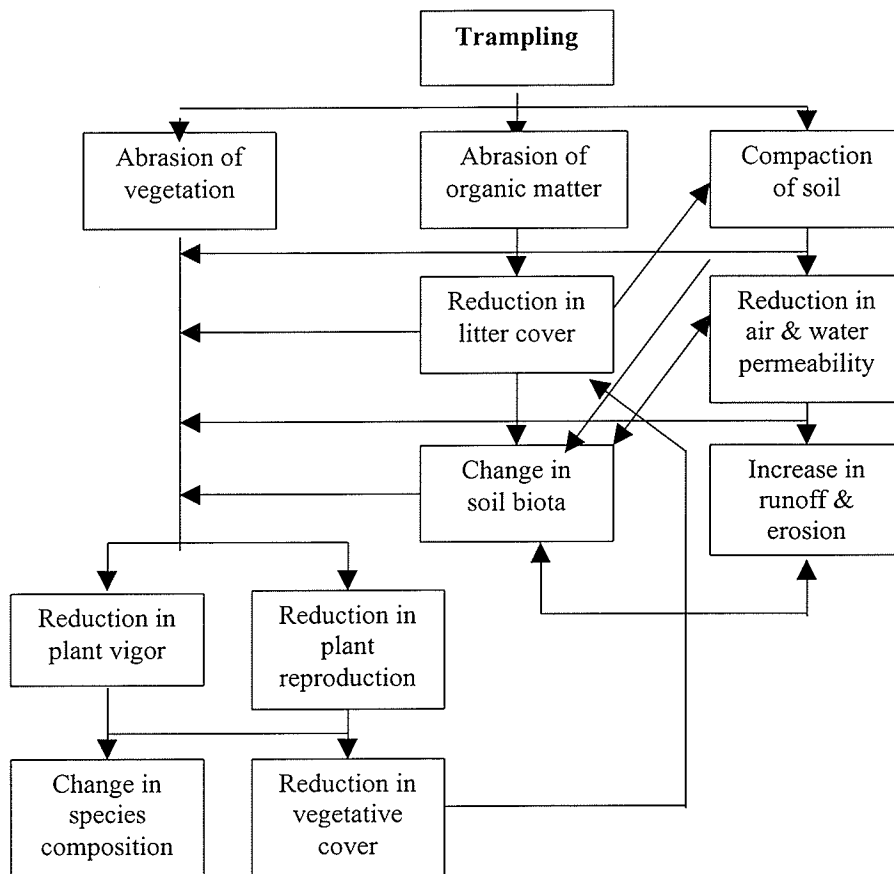 Trampling
Abrasion of
vegetation
Abrasion of
organic matter
Compaction
of soil
Reduction in
litter cover
Reduction in
air & water
permeability
Change in
soil biota
Increase in
runoff &
erosion
Reduction in
plant vigor
Reduction in
plant
reproduction
Change in
species
composition
Reduction in
vegetative
cover